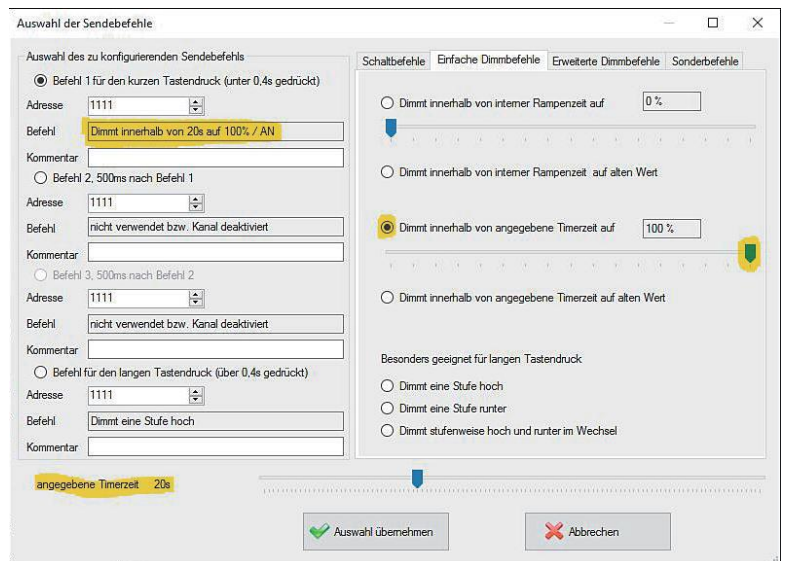 Auswahl der Sendebefehle
Auswahl des zu konfigurierenden Sendebefehls
Befehl 1 für den kurzen Tastendruck (unter 0,4s gedrückt)
Adresse 1111
Befehl Dimmt innerhalb von 20s auf 100% / AN
Kommentar
Befehl 2, 500ms nach Befehl 1
Adresse 1111
Befehl nicht verwendet bzw. Kanal deaktiviert
Kommentar
Befehl 3, 500ms nach Befehl 2
Adresse 1111
Befehl nicht verwendet bzw. Kanal deaktiviert
Kommentar
Befehl für den langen Tastendruck (über 0,4s gedrückt)
Adresse 1111
Befehl Dimmt eine Stufe hoch
Kommentar
Schaltbefehle Einfache Dimmbefehle Erweiterte Dimmbefehle Sonderbefehle
Dimmt innerhalb von interner Rampenzeit auf 0 %
Dimmt innerhalb von interner Rampenzeit auf alten Wert
Dimmt innerhalb von angegebene Timerzeit auf 100 %
Dimmt innerhalb von angegebene Timerzeit auf alten Wert
Besonders geeignet für langen Tastendruck
Dimmt eine Stufe hoch
Dimmt eine Stufe runter
Dimmt stufenweise hoch und runter im Wechsel
angegebene Timerzeit 20s
Auswahl übernehmen
Abbrechen